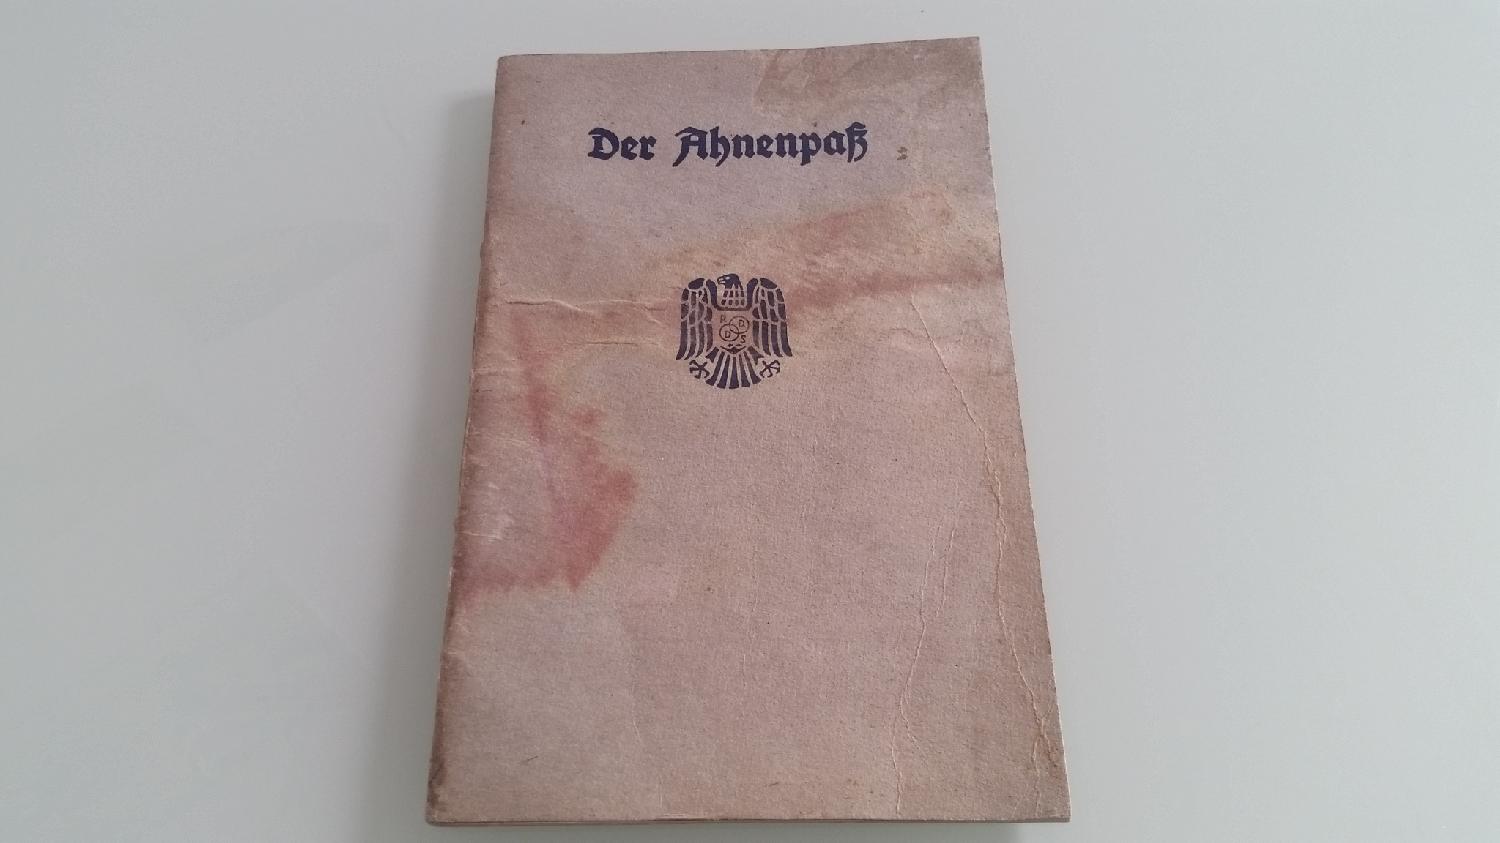 Der Ahnenpaß
R. D.
D S